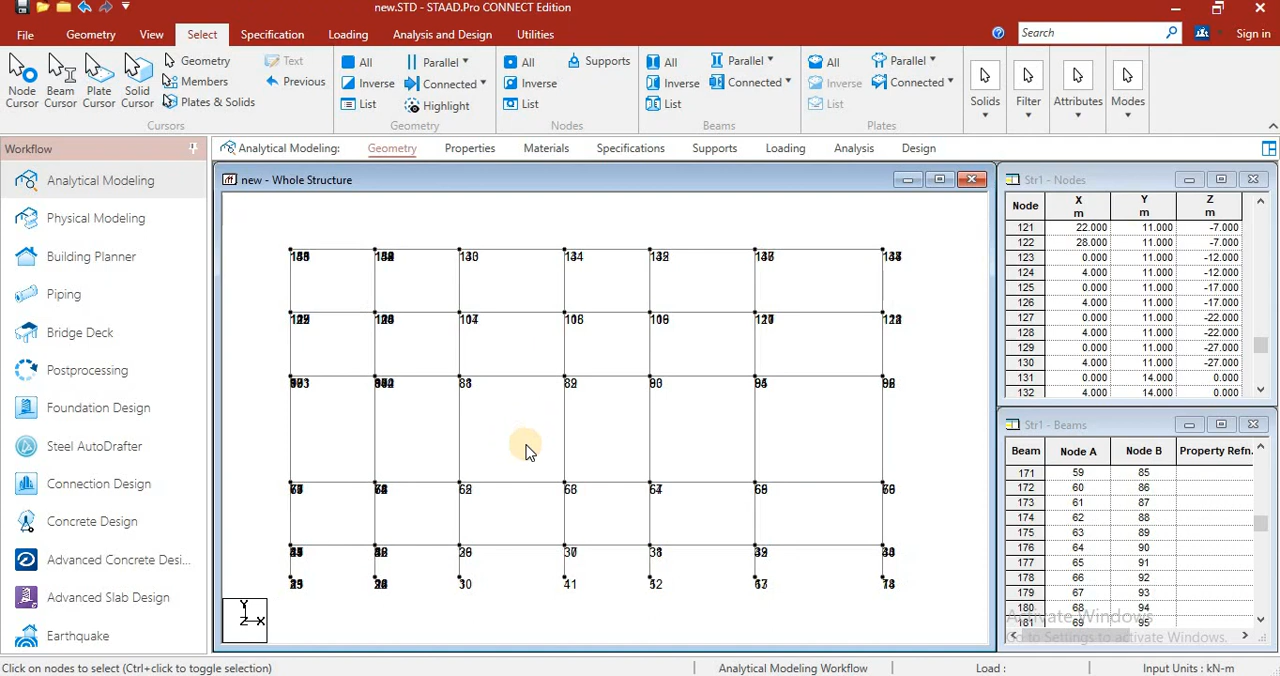 new.STD - STAAD.Pro CONNECT Edition
File Geometry View Select Specification Loading Analysis and Design Utilities Search Sign in
Node Cursor
Beam Cursor
Plate Cursor
Solid Cursor
Geometry
Members
Plates & Solids
Text
Previous
Cursors
All
Inverse
List
Parallel
Connected
Highlight
Geometry
All
Inverse
List
Supports
Nodes
All
Inverse
List
Parallel
Connected
Beams
All
Inverse
List
Parallel
Connected
Plates
Solids
Filter
Attributes
Modes
Workflow
Analytical Modeling
Physical Modeling
Building Planner
Piping
Bridge Deck
Postprocessing
Foundation Design
Steel AutoDrafter
Connection Design
Concrete Design
Advanced Concrete Desi...
Advanced Slab Design
Earthquake
Analytical Modeling: Geometry Properties Materials Specifications Supports Loading Analysis Design
new - Whole Structure
41
Y
Z X
Str1 - Nodes
Node X m Y m Z m
121 22.000 11.000 -7.000
122 28.000 11.000 -7.000
123 0.000 11.000 -12.000
124 4.000 11.000 -12.000
125 0.000 11.000 -17.000
126 4.000 11.000 -17.000
127 0.000 11.000 -22.000
128 4.000 11.000 -22.000
129 0.000 11.000 -27.000
130 4.000 11.000 -27.000
131 0.000 14.000 0.000
132 4.000 14.000 0.000
Str1 - Beams
Beam Node A Node B Property Refn.
171 59 85
172 60 86
173 61 87
174 62 88
175 63 89
176 64 90
177 65 91
178 66 92
179 67 93
180 68 94
181 69 95
Activate Windows
Go to Settings to activate Windows.
Click on nodes to select (Ctrl+click to toggle selection)
Analytical Modeling Workflow
Load :
Input Units : kN-m